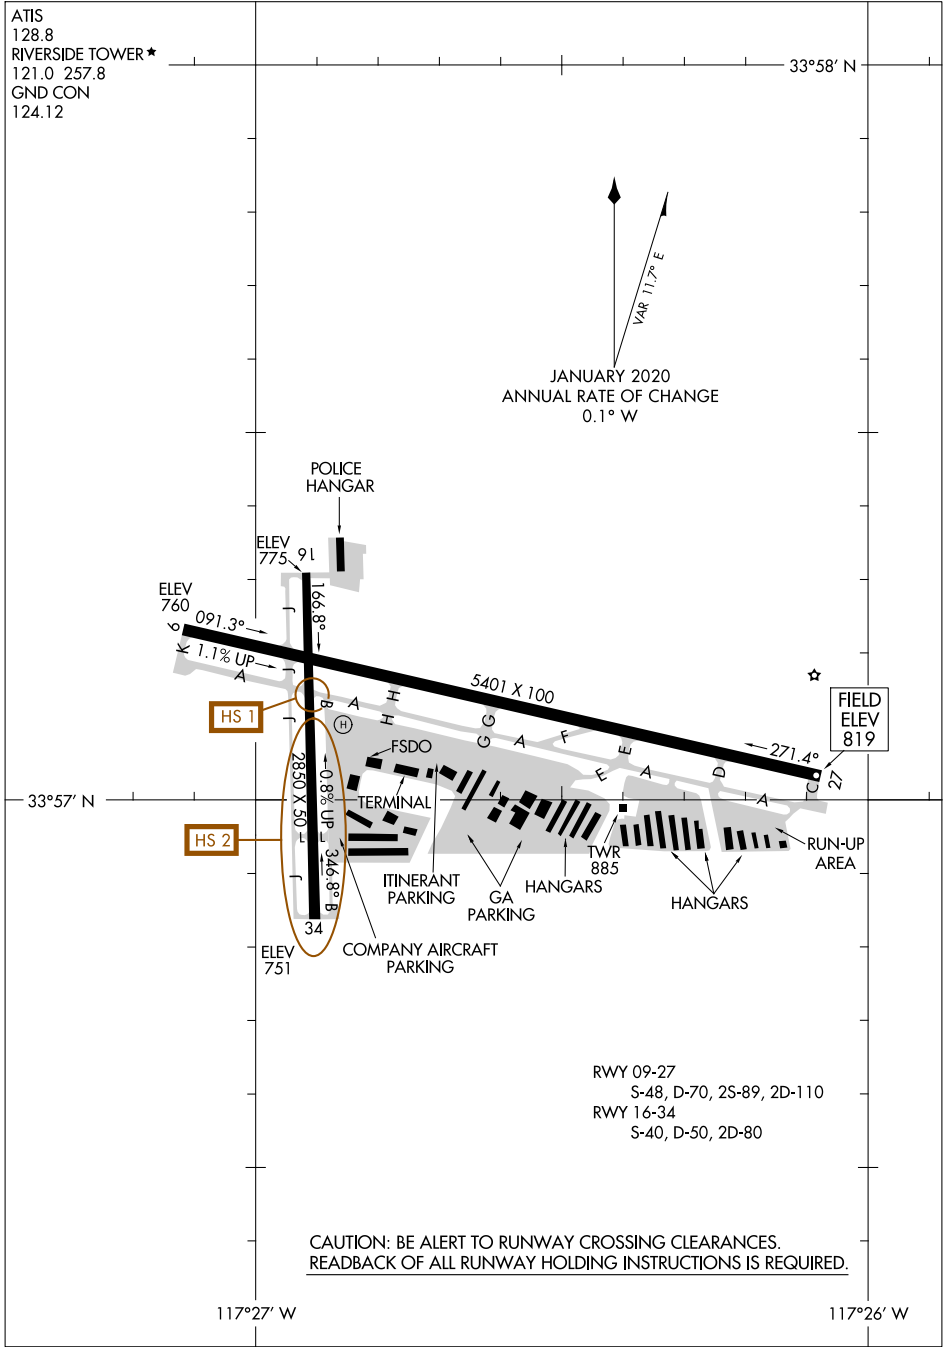 ATIS
128.8
RIVERSIDE TOWER★
121.0 257.8
GND CON
124.12
33°58' N
VAR 11.7° E
JANUARY 2020
ANNUAL RATE OF CHANGE
0.1° W
POLICE
HANGAR
ELEV
775
16
ELEV
760
9
091.3°
166.8°
K
1.1% UP
A
J
J
J
J
HS 1
B
A
H
H
H
5401 X 100
G
G
A
F
E
E
A
D
A
C
271.4°
27
FIELD
ELEV
819
FSDO
TERMINAL
2850 X 50
0.8% UP
33°57' N
HS 2
L
346.8°
B
34
ELEV
751
ITINERANT
PARKING
GA
PARKING
HANGARS
TWR
885
HANGARS
RUN-UP
AREA
COMPANY AIRCRAFT
PARKING
RWY 09-27
S-48, D-70, 2S-89, 2D-110
RWY 16-34
S-40, D-50, 2D-80
CAUTION: BE ALERT TO RUNWAY CROSSING CLEARANCES.
READBACK OF ALL RUNWAY HOLDING INSTRUCTIONS IS REQUIRED.
117°27' W
117°26' W